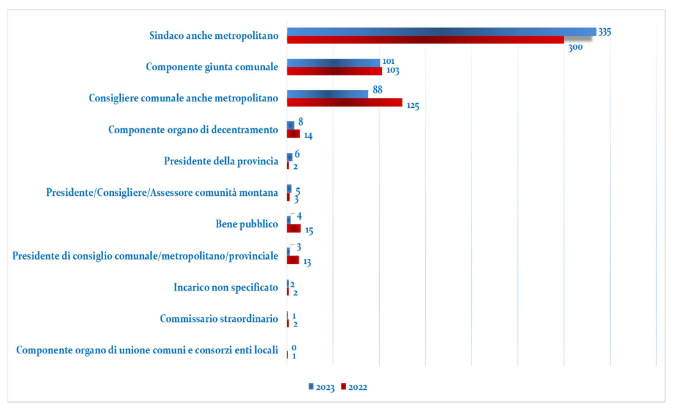 Sindaco anche metropolitano
335
300
Componente giunta comunale
101
103
Consigliere comunale anche metropolitano
88
125
Componente organo di decentramento
8
14
Presidente della provincia
6
2
Presidente/Consigliere/Assessore comunità montana
5
3
Bene pubblico
4
15
Presidente di consiglio comunale/metropolitano/provinciale
3
13
Incarico non specificato
2
2
Commissario straordinario
1
2
Componente organo di unione comuni e consorzi enti locali
0
1
2023 2022